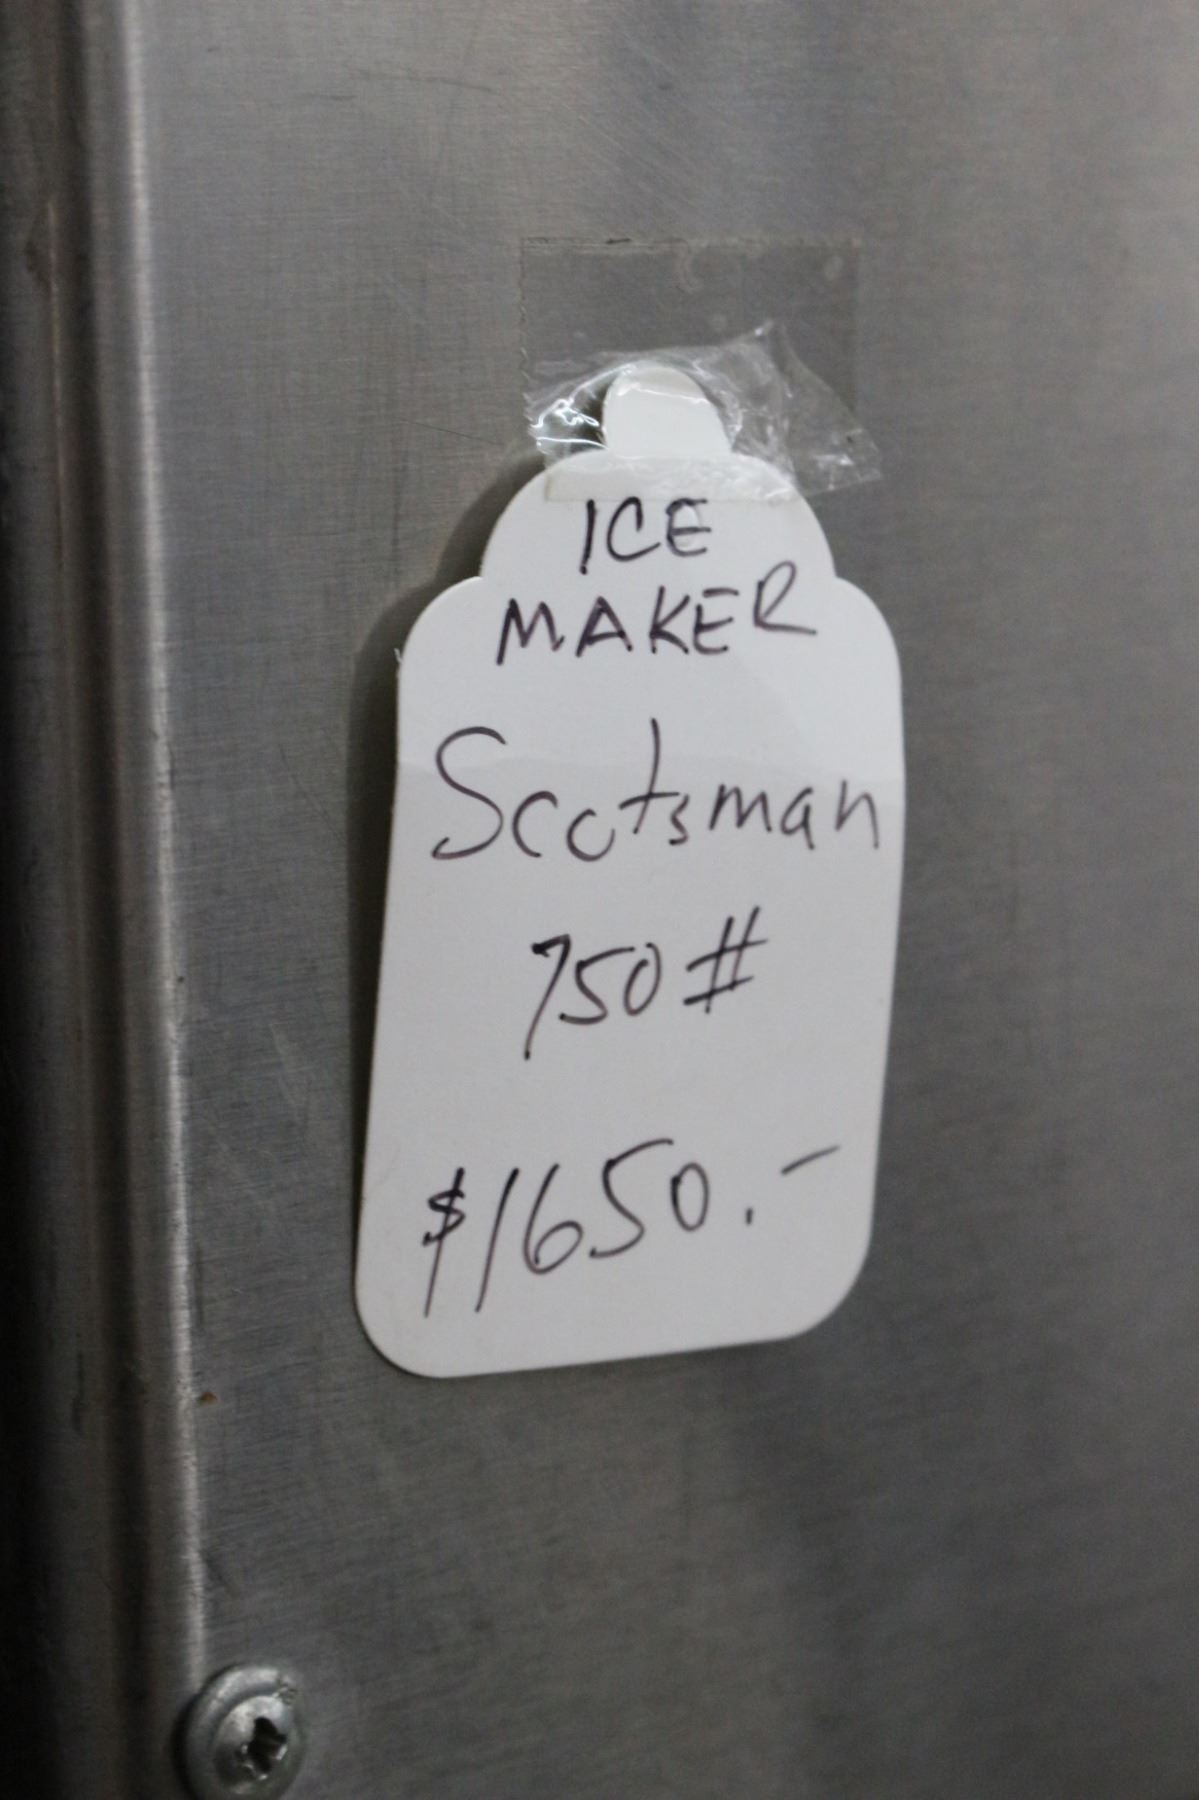 ICE
MAKER
Scotsman
750#
$1650.-